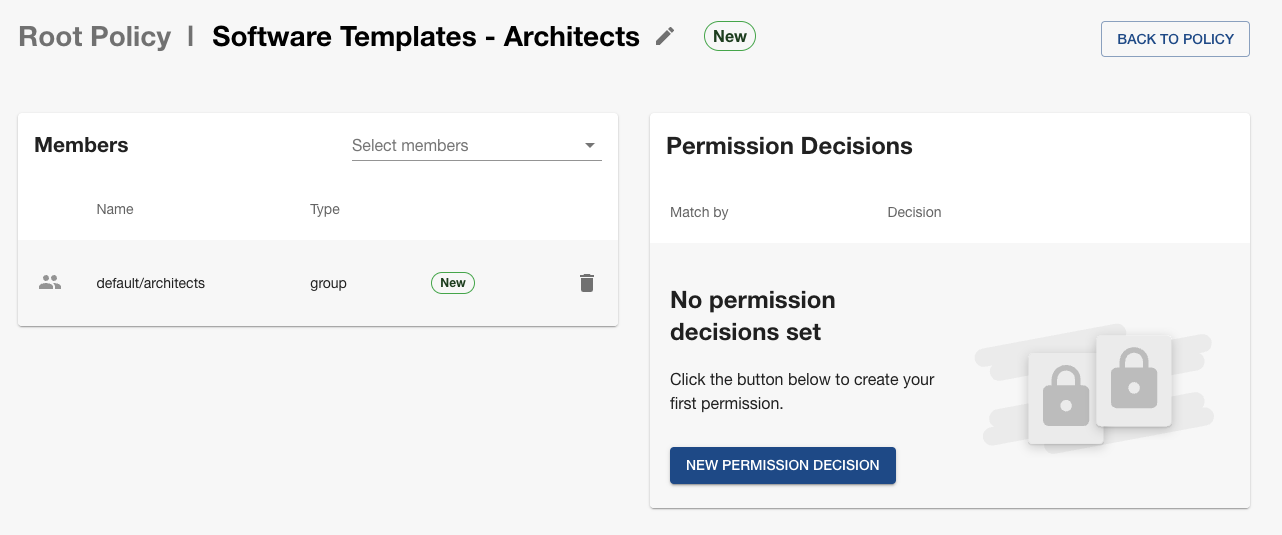 Root Policy | Software Templates - Architects New
BACK TO POLICY
Members
Select members
Name Type
default/architects group New
Permission Decisions
Match by Decision
No permission
decisions set
Click the button below to create your
first permission.
NEW PERMISSION DECISION